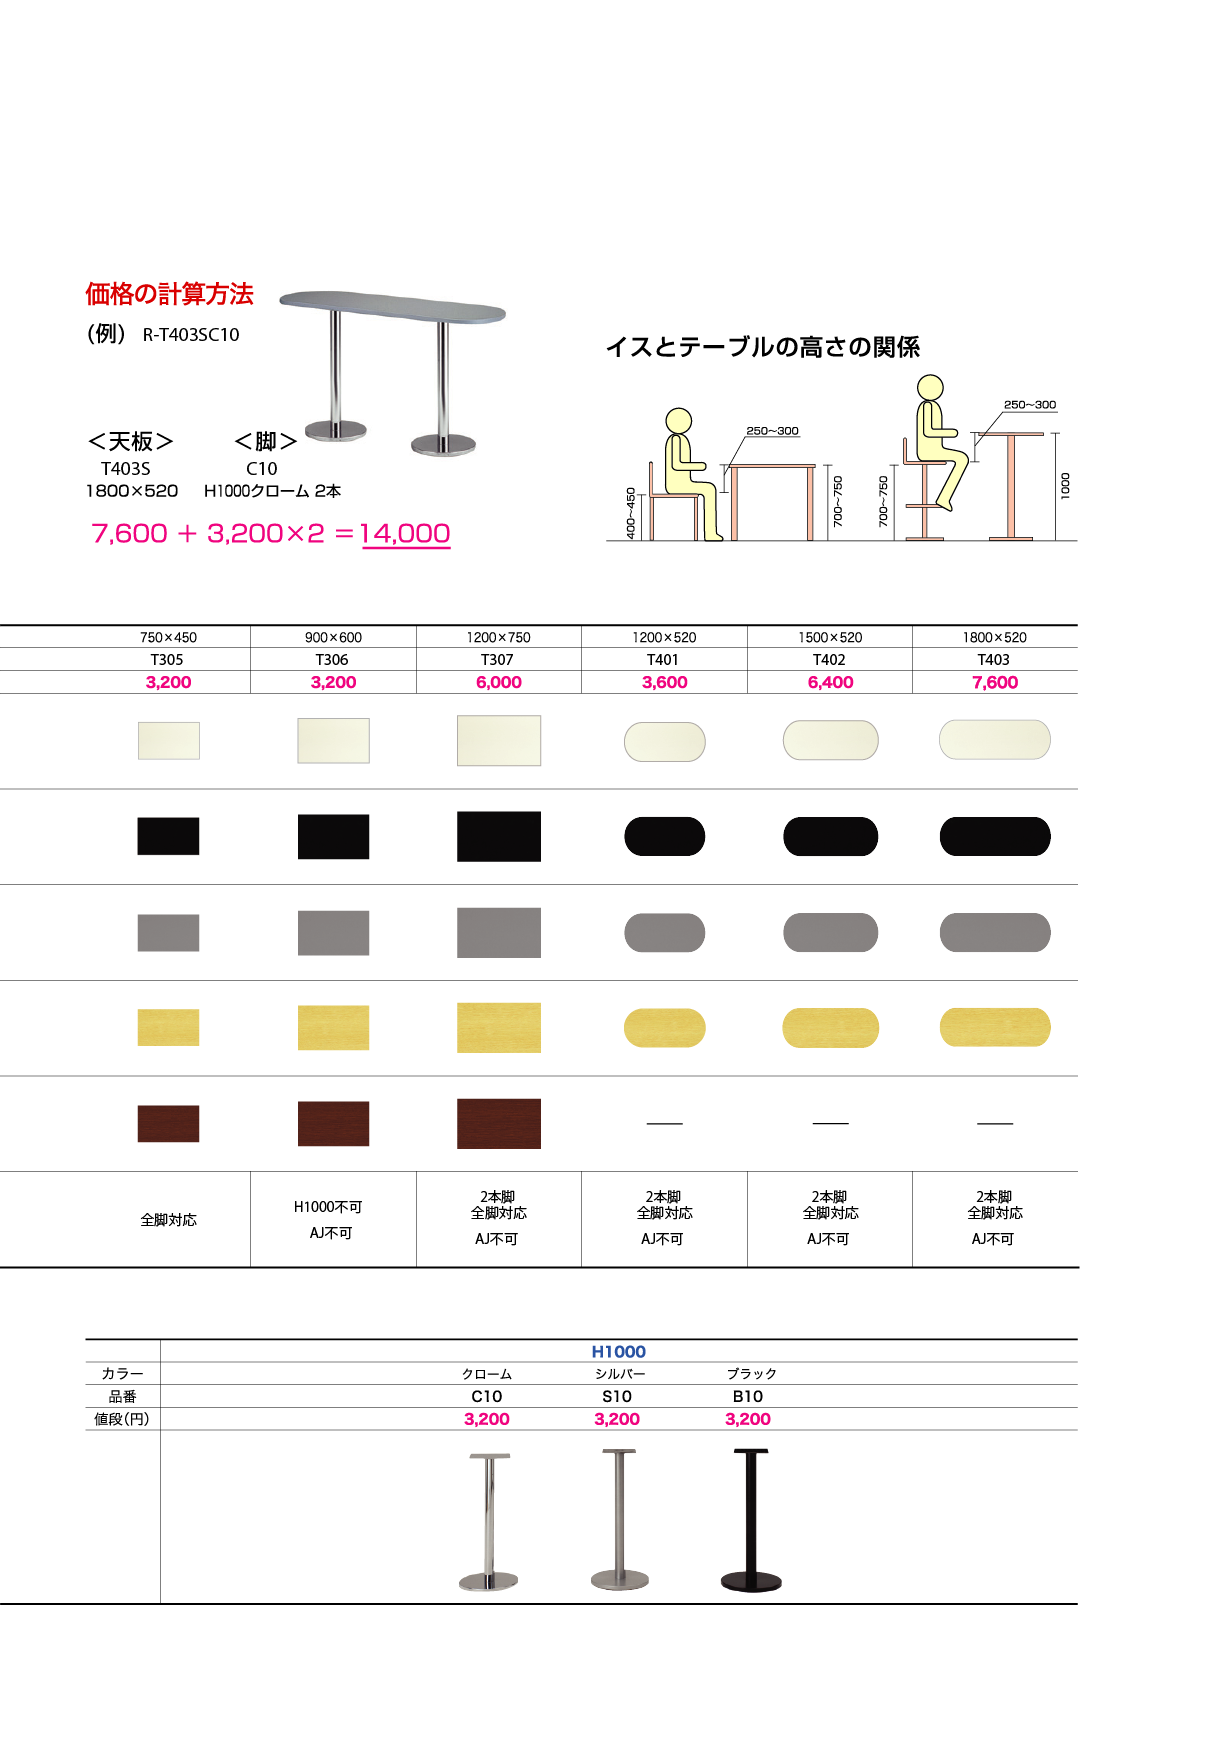 価格の計算方法
(例) R-T403SC10
＜天板＞ ＜脚＞
T403S C10
1800×520 H1000クローム 2本
7,600 ＋ 3,200×2 ＝14,000
イスとテーブルの高さの関係
250〜300
400〜450
700〜750
250〜300
700〜750
1000
750×450 900×600 1200×750 1200×520 1500×520 1800×520
T305 T306 T307 T401 T402 T403
3,200 3,200 6,000 3,600 6,400 7,600
— — —
全脚対応
H1000不可
AJ不可
2本脚
全脚対応
AJ不可
2本脚
全脚対応
AJ不可
2本脚
全脚対応
AJ不可
2本脚
全脚対応
AJ不可
H1000
カラー クローム シルバー ブラック
品番 C10 S10 B10
値段(円) 3,200 3,200 3,200